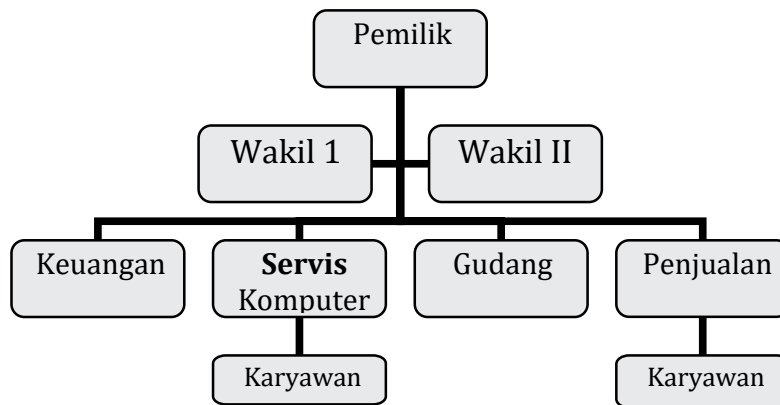 Pemilik
Wakil 1
Wakil II
Keuangan
Servis
Komputer
Gudang
Penjualan
Karyawan
Karyawan